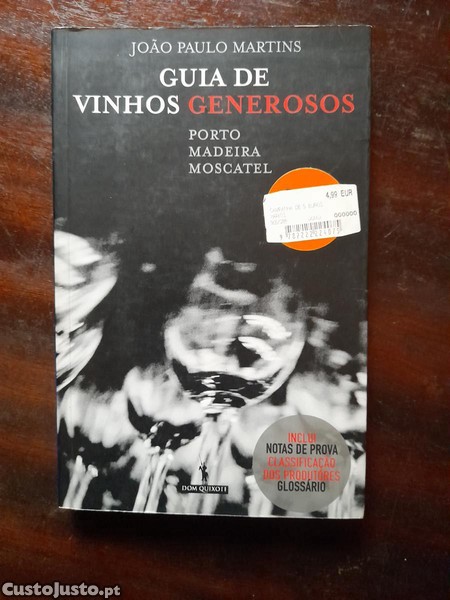 JOÃO PAULO MARTINS
GUIA DE
VINHOS GENEROSOS
PORTO
MADEIRA
MOSCATEL
4,99 EUR
000000
INCLUI
NOTAS DE PROVA
CLASSIFICAÇÃO
DOS PRODUTORES
GLOSSÁRIO
DOM QUIXOTE
CustoJusto.pt